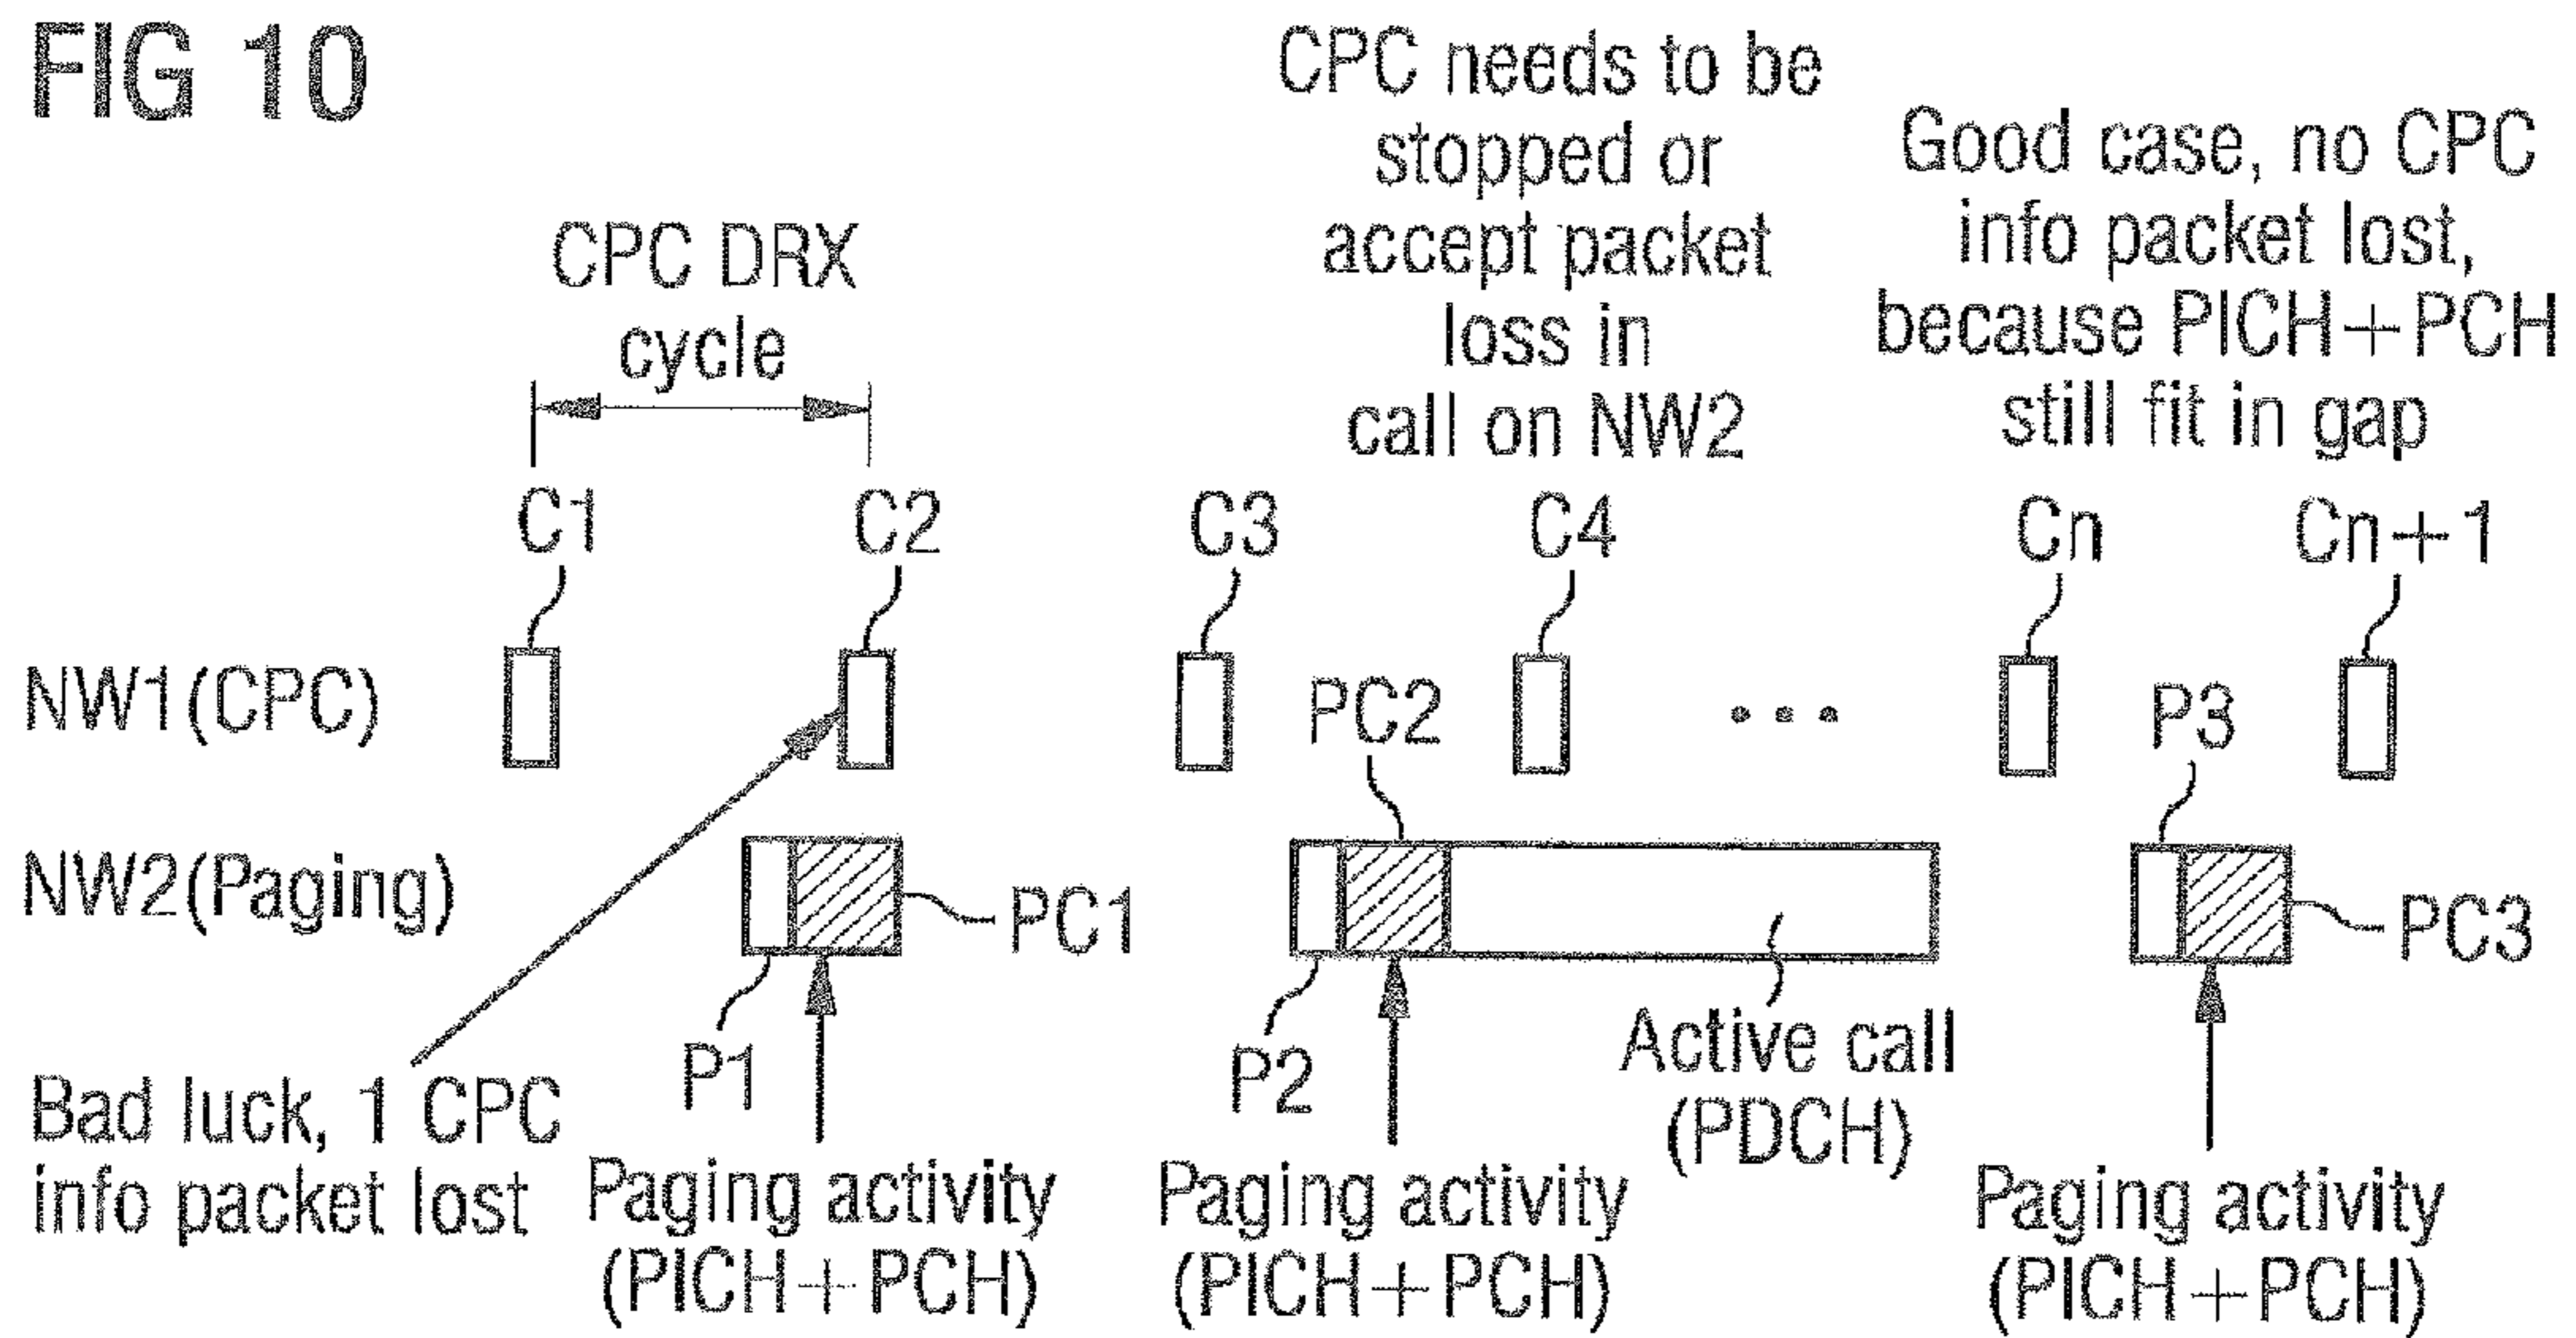 FIG 10
CPC DRX
cycle
CPC needs to be
stopped or
accept packet
loss in
call on NW2
Good case, no CPC
info packet lost,
because PICH+PCH
still fit in gap
C1
C2
C3
C4
Cn
Cn+1
NW1(CPC)
PC2
...
P3
NW2(Paging)
PC1
PC3
P1
P2
Active call
(PDCH)
Bad luck, 1 CPC
info packet lost
Paging activity
(PICH+PCH)
Paging activity
(PICH+PCH)
Paging activity
(PICH+PCH)